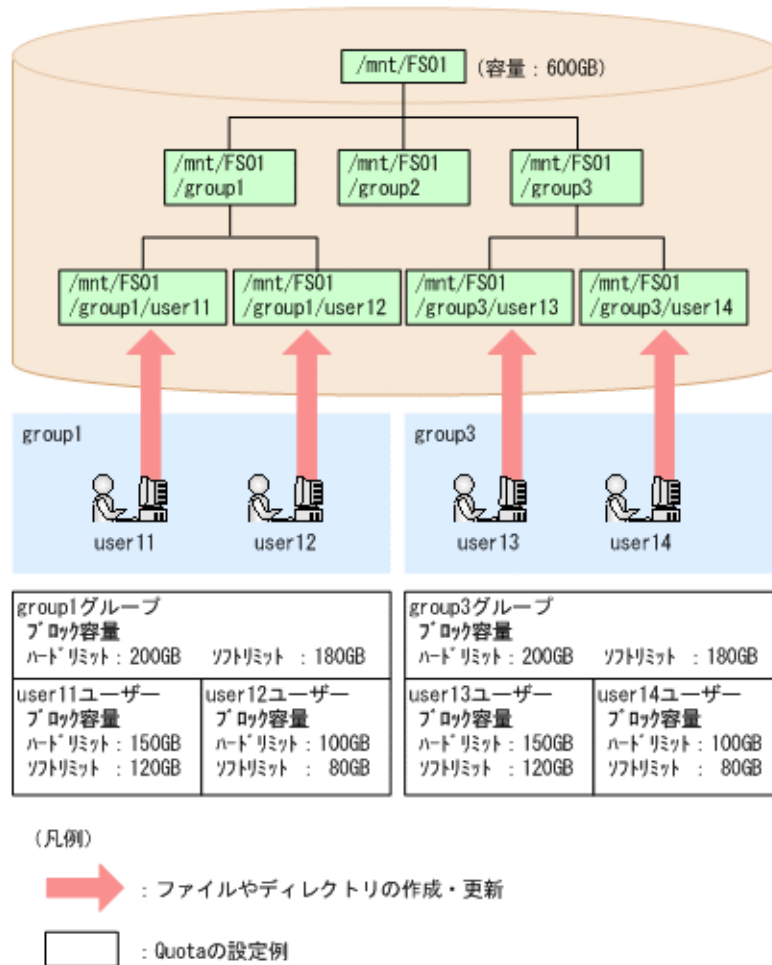 /mnt/FS01 (容量：600GB)
/mnt/FS01
/group1
/mnt/FS01
/group2
/mnt/FS01
/group3
/mnt/FS01
/group1/user11
/mnt/FS01
/group1/user12
/mnt/FS01
/group3/user13
/mnt/FS01
/group3/user14
group1
user11
user12
group3
user13
user14
group1グループ
ﾌﾞﾛｯｸ容量
ﾊｰﾄﾞﾘﾐｯﾄ：200GB ｿﾌﾄﾘﾐｯﾄ ：180GB
user11ユーザー
ﾌﾞﾛｯｸ容量
ﾊｰﾄﾞﾘﾐｯﾄ：150GB
ｿﾌﾄﾘﾐｯﾄ ：120GB
user12ユーザー
ﾌﾞﾛｯｸ容量
ﾊｰﾄﾞﾘﾐｯﾄ：100GB
ｿﾌﾄﾘﾐｯﾄ ： 80GB
group3グループ
ﾌﾞﾛｯｸ容量
ﾊｰﾄﾞﾘﾐｯﾄ：200GB ｿﾌﾄﾘﾐｯﾄ ：180GB
user13ユーザー
ﾌﾞﾛｯｸ容量
ﾊｰﾄﾞﾘﾐｯﾄ：150GB
ｿﾌﾄﾘﾐｯﾄ ：120GB
user14ユーザー
ﾌﾞﾛｯｸ容量
ﾊｰﾄﾞﾘﾐｯﾄ：100GB
ｿﾌﾄﾘﾐｯﾄ ： 80GB
(凡例)
：ファイルやディレクトリの作成・更新
：Quotaの設定例